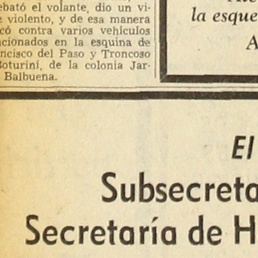 ebató el volante, dio un vi-
e violento, y de esa manera
có contra varios vehículos
cionados en la esquina de
ncisco del Paso y Troncoso
Boturini, de la colonia Jar-
Balbuena.
la esque
A
El
Subsecreta
Secretaría de H